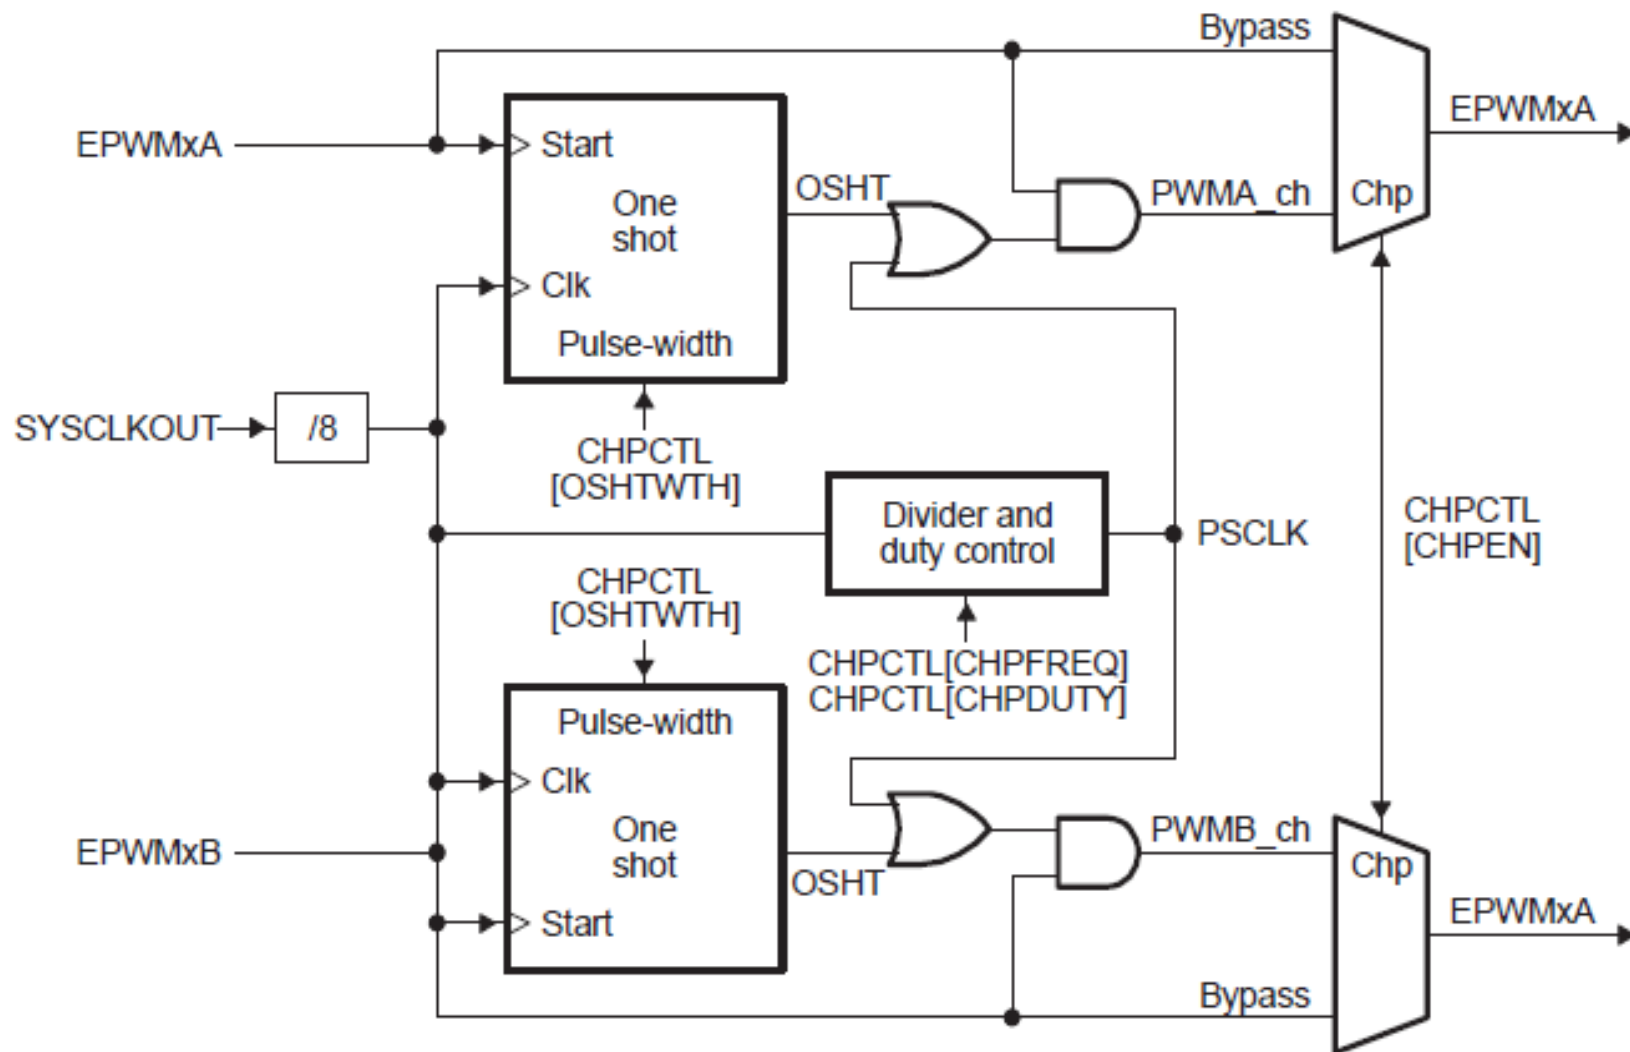 Bypass
EPWMxA
EPWMxA
Start
OSHT
One
shot
PWMA_ch
Chp
Clk
Pulse-width
SYSCLKOUT
/8
CHPCTL
[OSHTWTH]
Divider and
duty control
PSCLK
CHPCTL
[CHPEN]
CHPCTL
[OSHTWTH]
CHPCTL[CHPFREQ]
CHPCTL[CHPDUTY]
Pulse-width
Clk
One
shot
EPWMxB
OSHT
PWMB_ch
Chp
Start
EPWMxA
Bypass